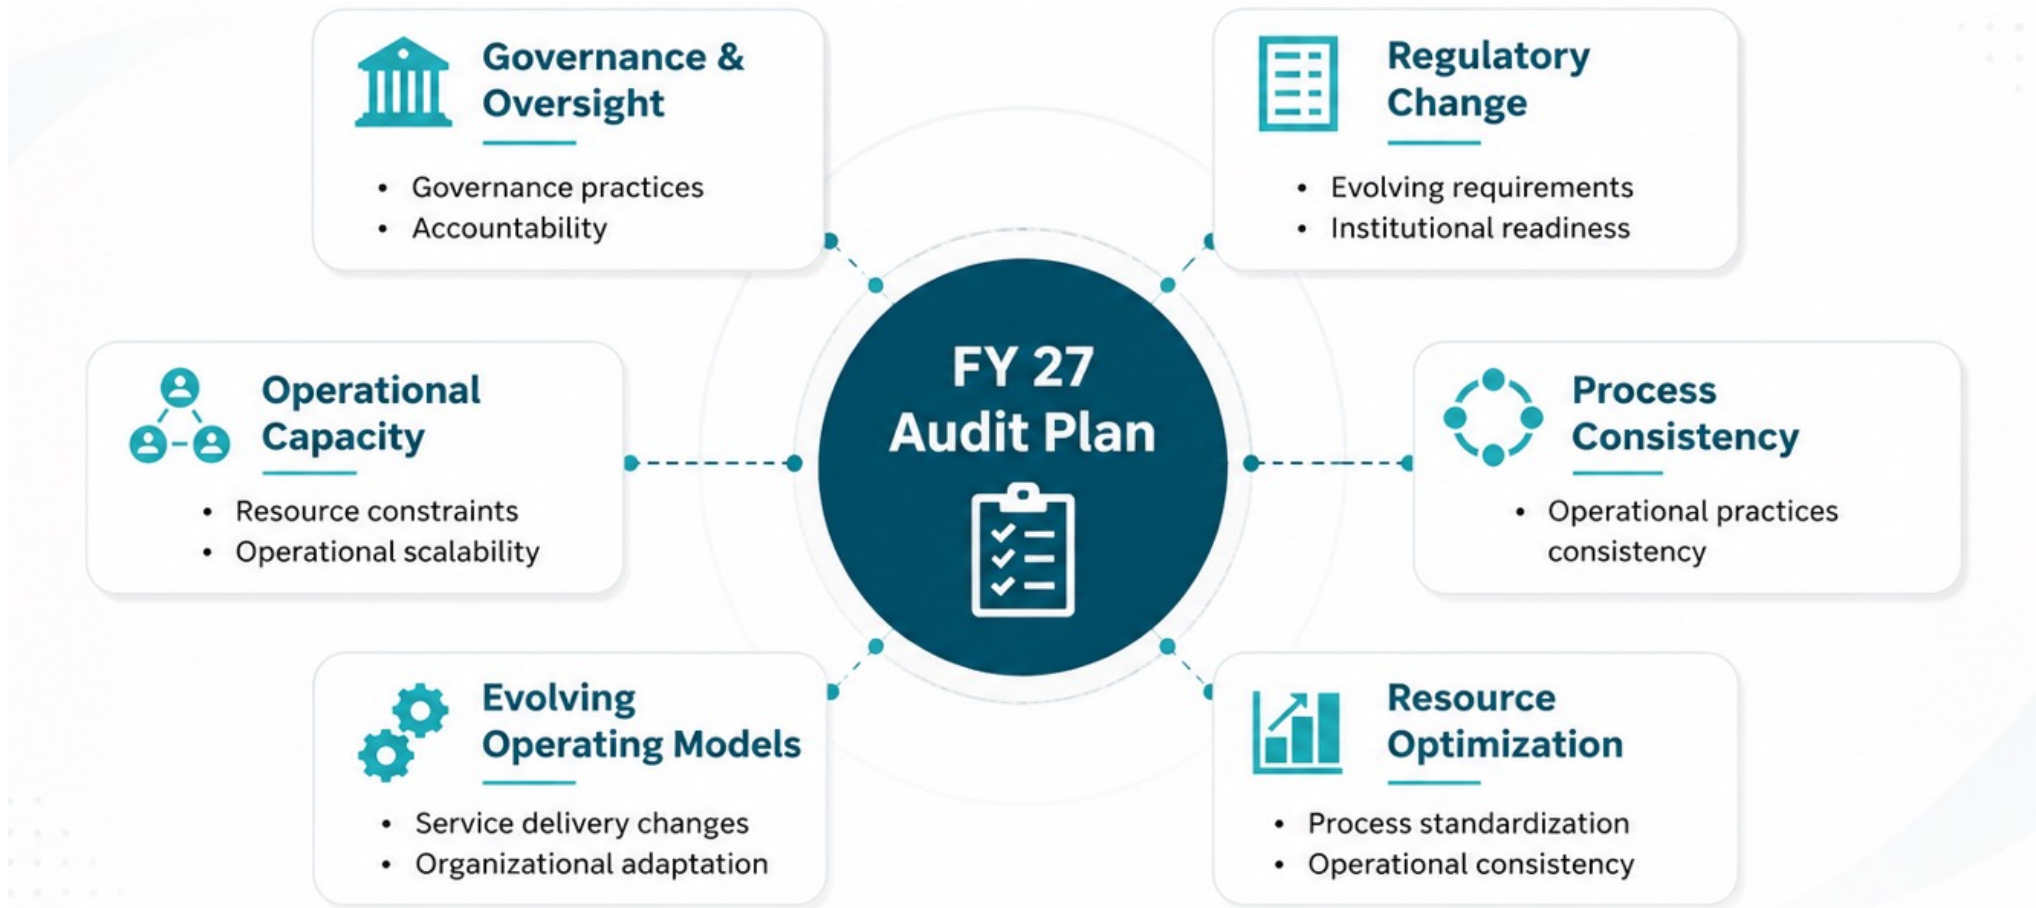 Governance &
Oversight
• Governance practices
• Accountability
Regulatory
Change
• Evolving requirements
• Institutional readiness
Operational
Capacity
• Resource constraints
• Operational scalability
FY 27
Audit Plan
Process
Consistency
• Operational practices
consistency
Evolving
Operating Models
• Service delivery changes
• Organizational adaptation
Resource
Optimization
• Process standardization
• Operational consistency